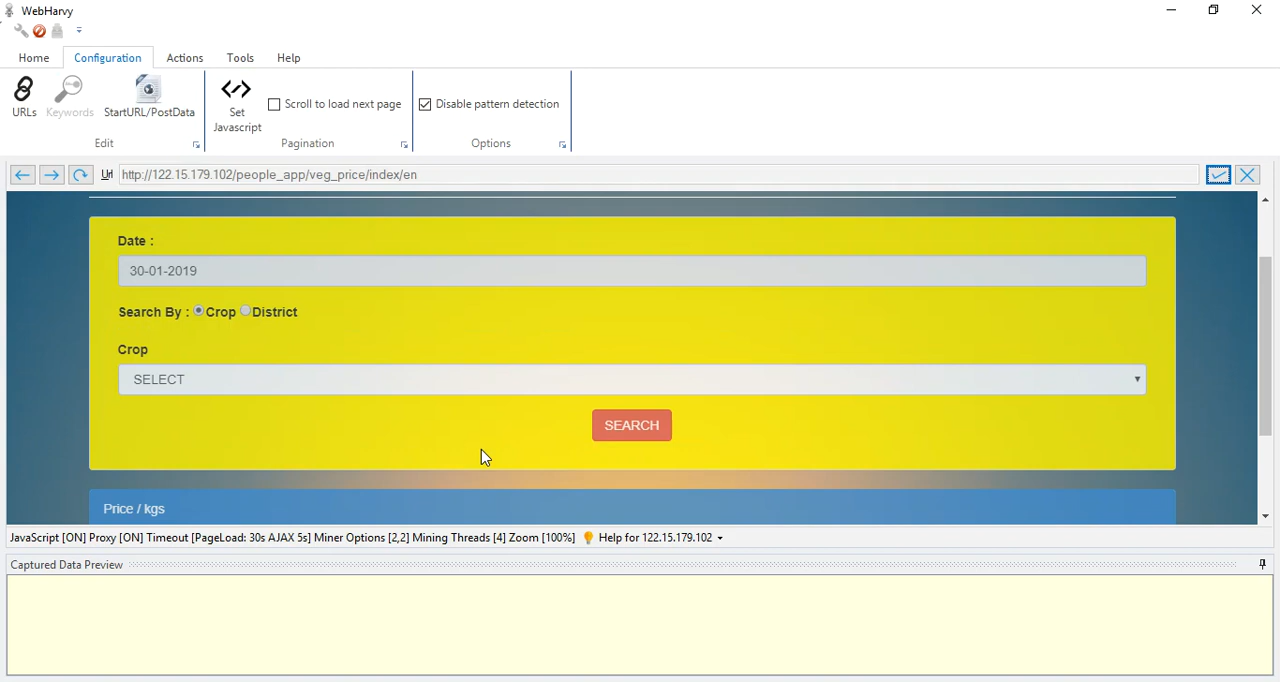 WebHarvy
Home Configuration Actions Tools Help
URLs Keywords StartURL/PostData
Set Javascript
Scroll to load next page
Disable pattern detection
Edit Pagination Options
Url http://122.15.179.102/people_app/veg_price/index/en
Date :
30-01-2019
Search By : Crop District
Crop
SELECT
SEARCH
Price / kgs
JavaScript [ON] Proxy [ON] Timeout [PageLoad: 30s AJAX 5s] Miner Options [2,2] Mining Threads [4] Zoom [100%] Help for 122.15.179.102
Captured Data Preview